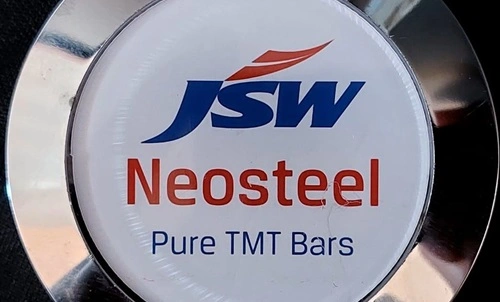 JSW
Neosteel
Pure TMT Bars